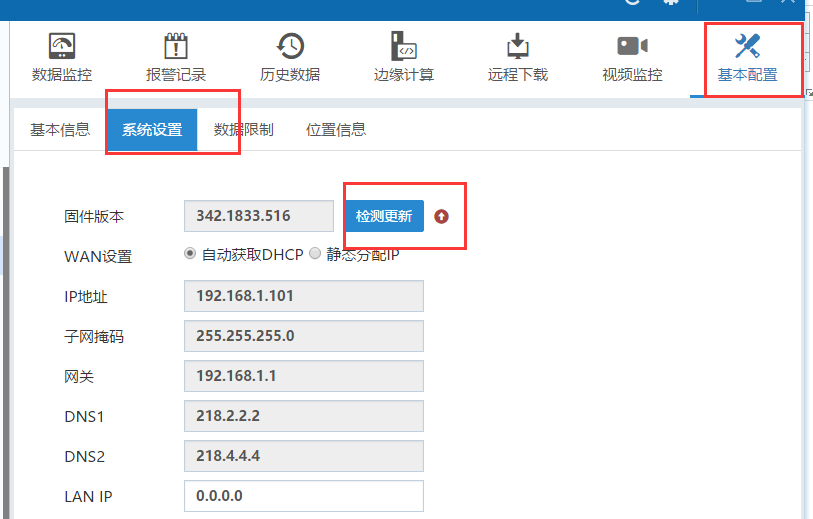 数据监控 报警记录 历史数据 边缘计算 远程下载 视频监控 基本配置
基本信息 系统设置 数据限制 位置信息
固件版本 342.1833.516 检测更新
WAN设置 自动获取DHCP 静态分配IP
IP地址 192.168.1.101
子网掩码 255.255.255.0
网关 192.168.1.1
DNS1 218.2.2.2
DNS2 218.4.4.4
LAN IP 0.0.0.0